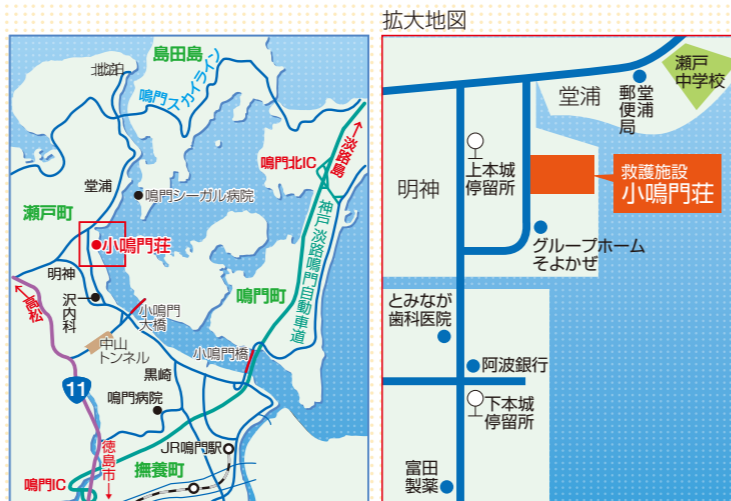 拡大地図
北泊
島田島
鳴門スカイライン
←淡路島
鳴門北IC
堂浦
鳴門シーガル病院
瀬戸町
小鳴門荘
神戸淡路鳴門自動車道
明神
鳴門町
←高松
沢内科
小鳴門
大橋
中山
トンネル
小鳴門橋
黒崎
11
鳴門病院
JR鳴門駅
徳島市→
撫養町
鳴門IC
瀬戸
中学校
堂浦
堂浦
郵便局
上本城
停留所
救護施設
小鳴門荘
明神
グループホーム
そよかぜ
とみなが
歯科医院
阿波銀行
下本城
停留所
富田
製薬